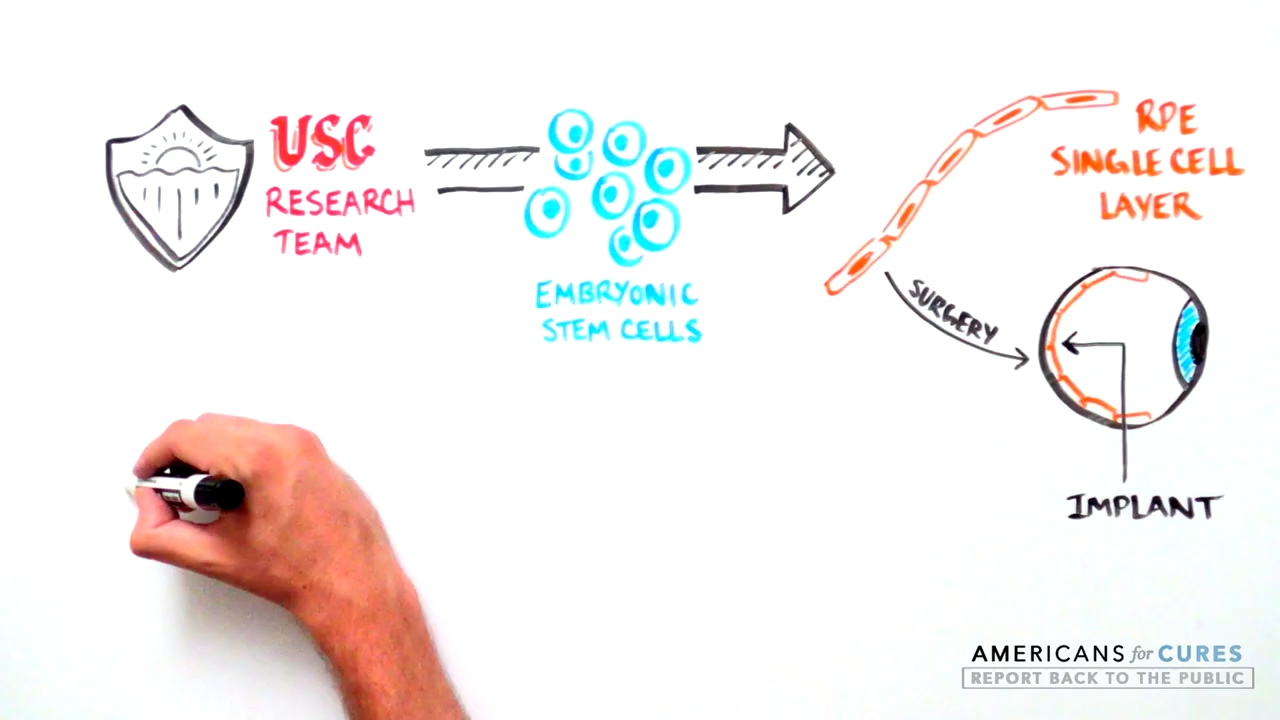 USC
RESEARCH
TEAM
EMBRYONIC
STEM CELLS
RPE
SINGLE CELL
LAYER
SURGERY
IMPLANT
AMERICANS for CURES
REPORT BACK TO THE PUBLIC